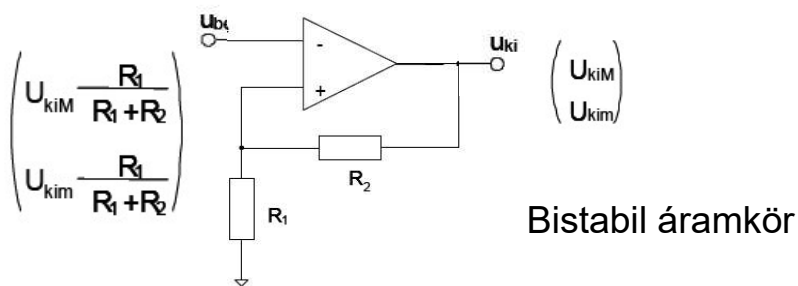 u_be
u_ki
-
+
U_kiM R₁ / (R₁ + R₂)
U_kim R₁ / (R₁ + R₂)
U_kiM
U_kim
R₂
R₁
Bistabil áramkör